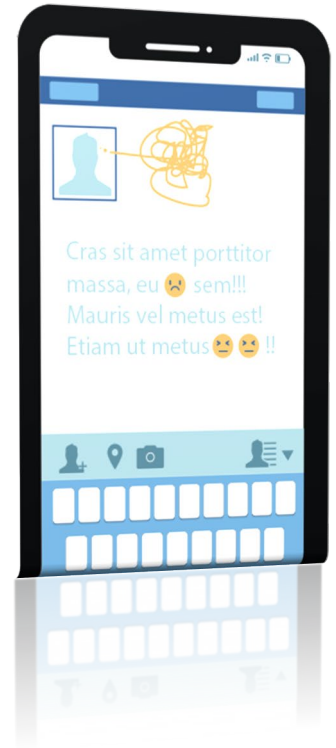 Cras sit amet porttitor
massa, eu ☹ sem!!!
Mauris vel metus est!
Etiam ut metus😣😣 !!